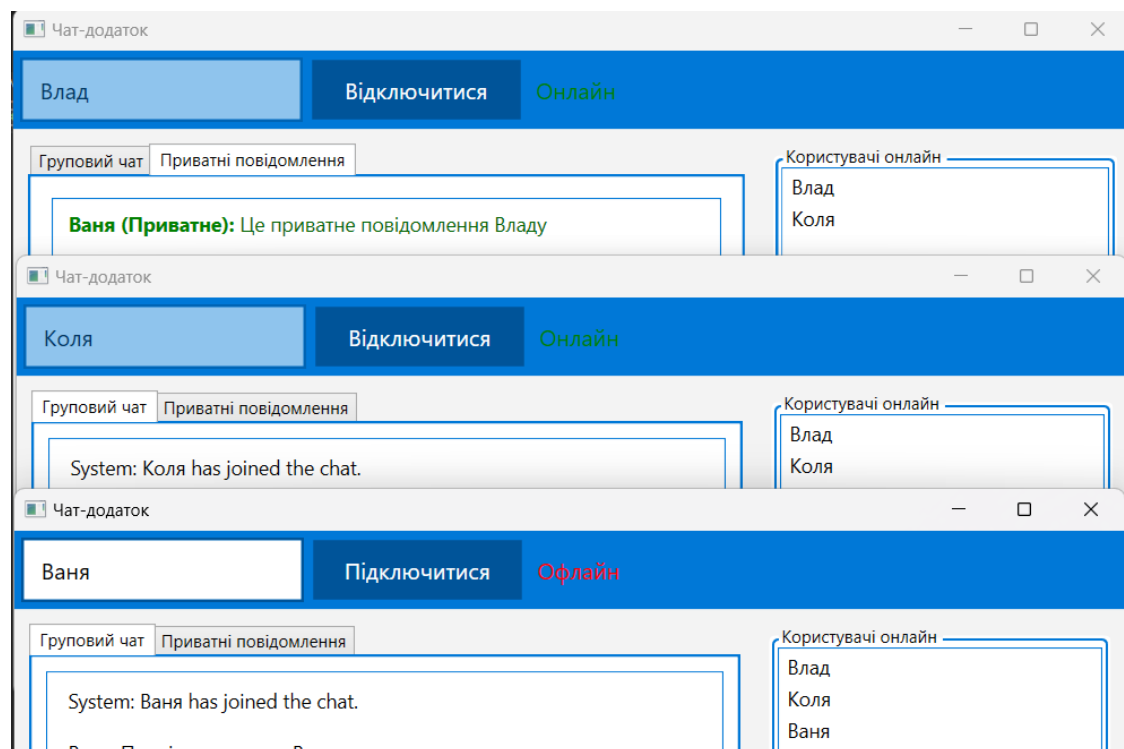 Чат-додаток
Влад Відключитися Онлайн
Груповий чат Приватні повідомлення
Користувачі онлайн
Влад
Коля
Ваня (Приватне): Це приватне повідомлення Владу
Чат-додаток
Коля Відключитися Онлайн
Груповий чат Приватні повідомлення
Користувачі онлайн
Влад
Коля
System: Коля has joined the chat.
Чат-додаток
Ваня Підключитися Офлайн
Груповий чат Приватні повідомлення
Користувачі онлайн
Влад
Коля
Ваня
System: Ваня has joined the chat.